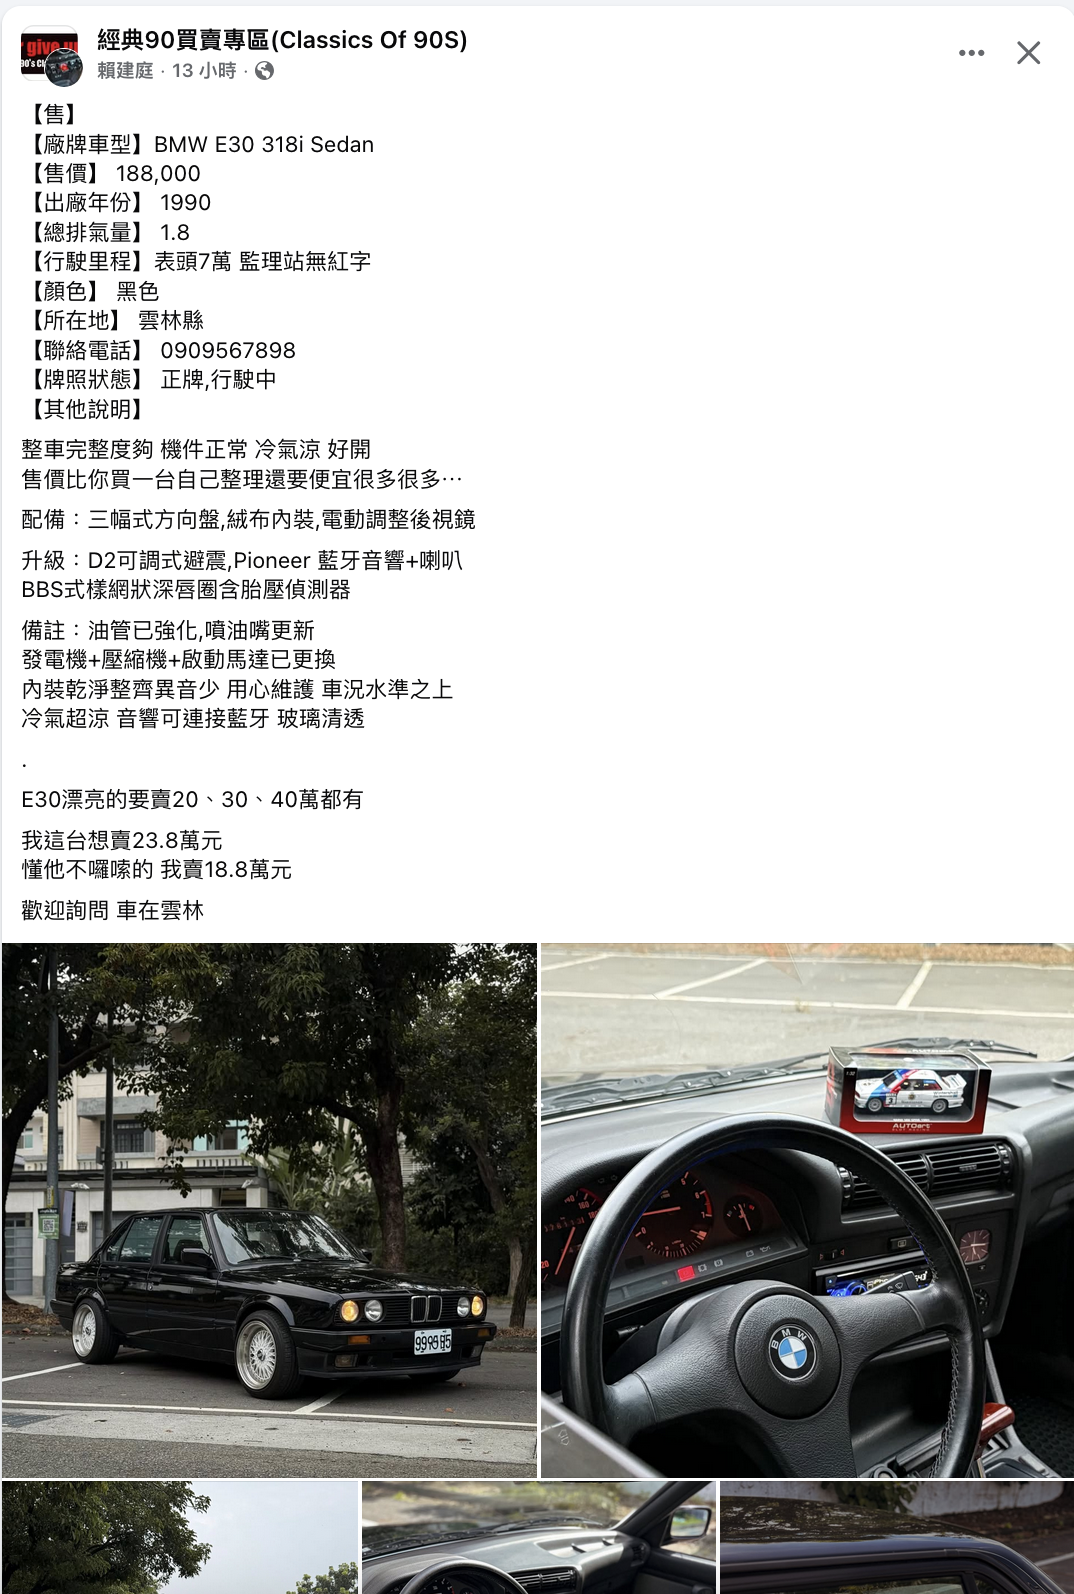 give up
90's Cl
經典90買賣專區(Classics Of 90S)
賴建庭 · 13 小時 ·
【售】
【廠牌車型】BMW E30 318i Sedan
【售價】 188,000
【出廠年份】 1990
【總排氣量】 1.8
【行駛里程】表頭7萬 監理站無紅字
【顏色】 黑色
【所在地】 雲林縣
【聯絡電話】 0909567898
【牌照狀態】 正牌,行駛中
【其他說明】
整車完整度夠 機件正常 冷氣涼 好開
售價比你買一台自己整理還要便宜很多很多⋯
配備：三幅式方向盤,絨布內裝,電動調整後視鏡
升級：D2可調式避震,Pioneer 藍牙音響+喇叭
BBS式樣網狀深唇圈含胎壓偵測器
備註：油管已強化,噴油嘴更新
發電機+壓縮機+啟動馬達已更換
內裝乾淨整齊異音少 用心維護 車況水準之上
冷氣超涼 音響可連接藍牙 玻璃清透
.
E30漂亮的要賣20、30、40萬都有
我這台想賣23.8萬元
懂他不囉嗦的 我賣18.8萬元
歡迎詢問 車在雲林
AUTOart
BMW